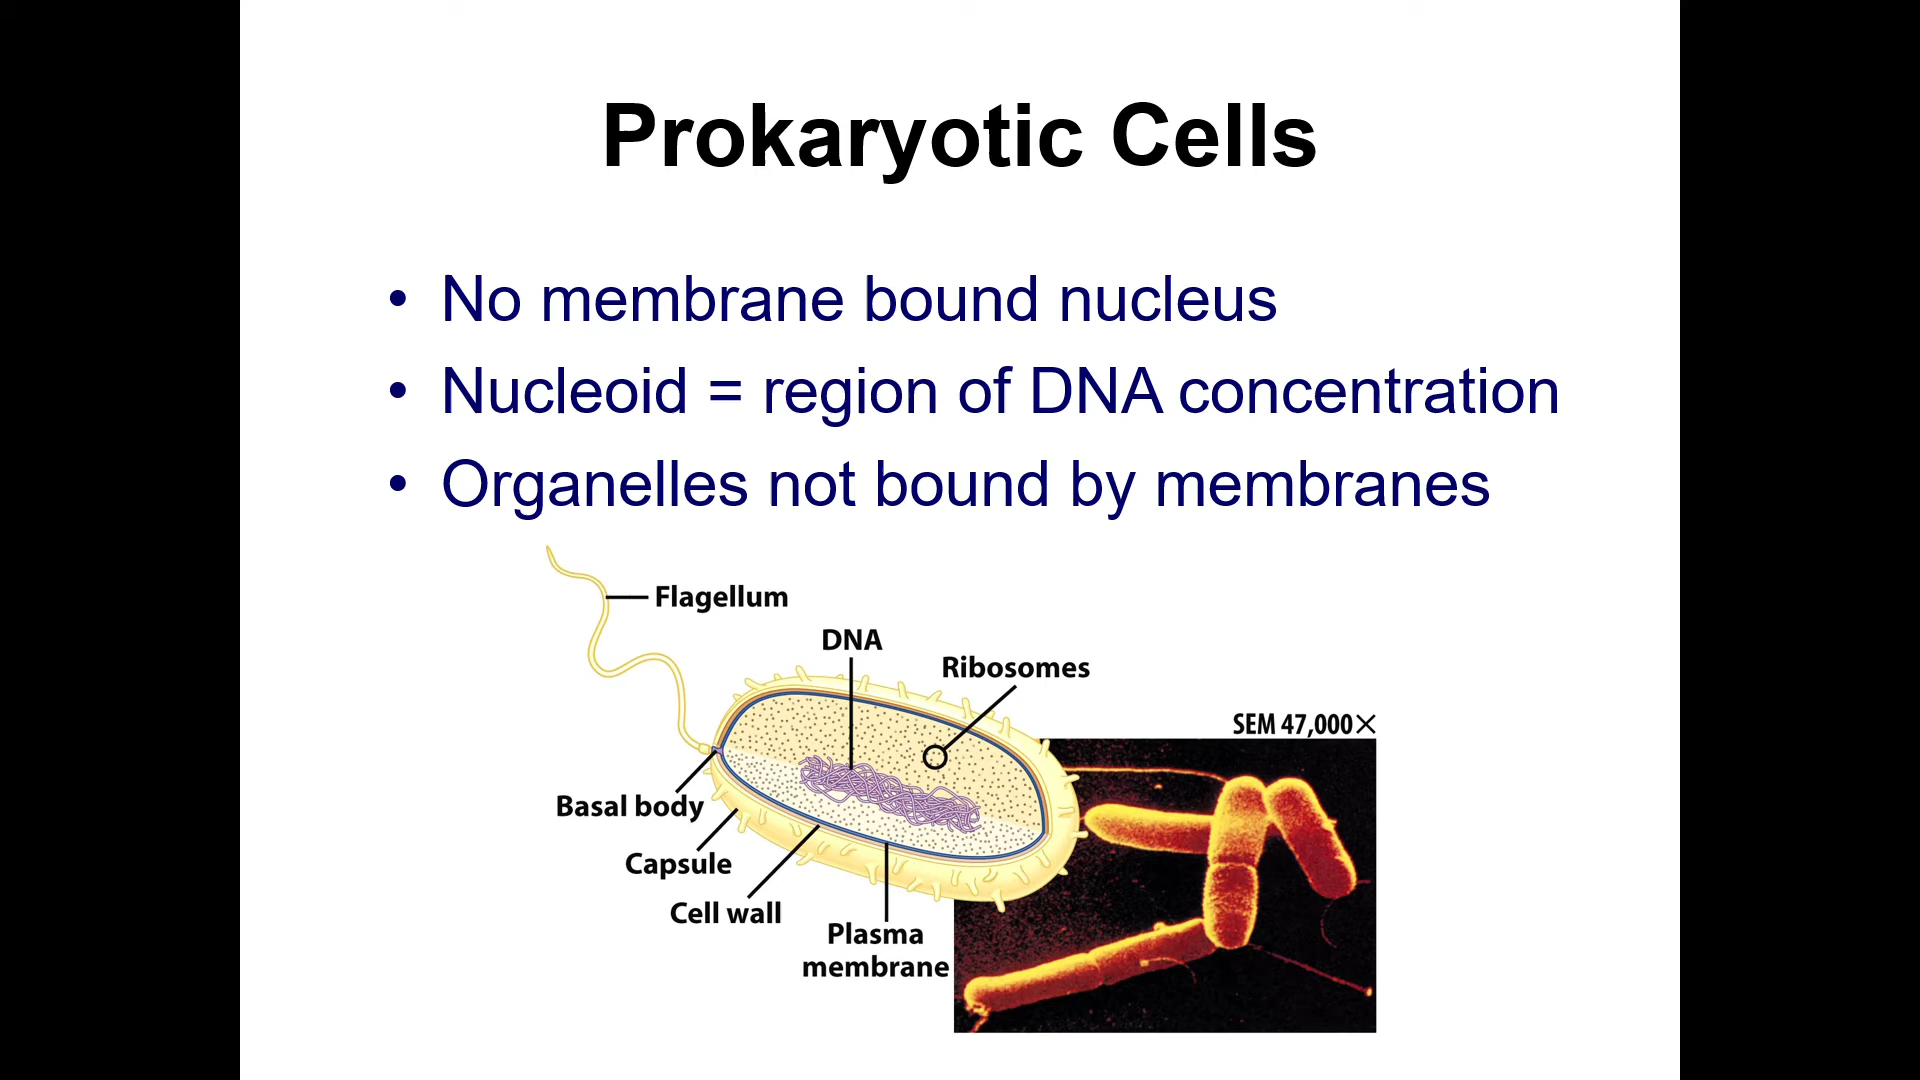 Prokaryotic Cells
• No membrane bound nucleus
• Nucleoid = region of DNA concentration
• Organelles not bound by membranes
Flagellum
DNA
Ribosomes
SEM 47,000×
Basal body
Capsule
Cell wall
Plasma
membrane